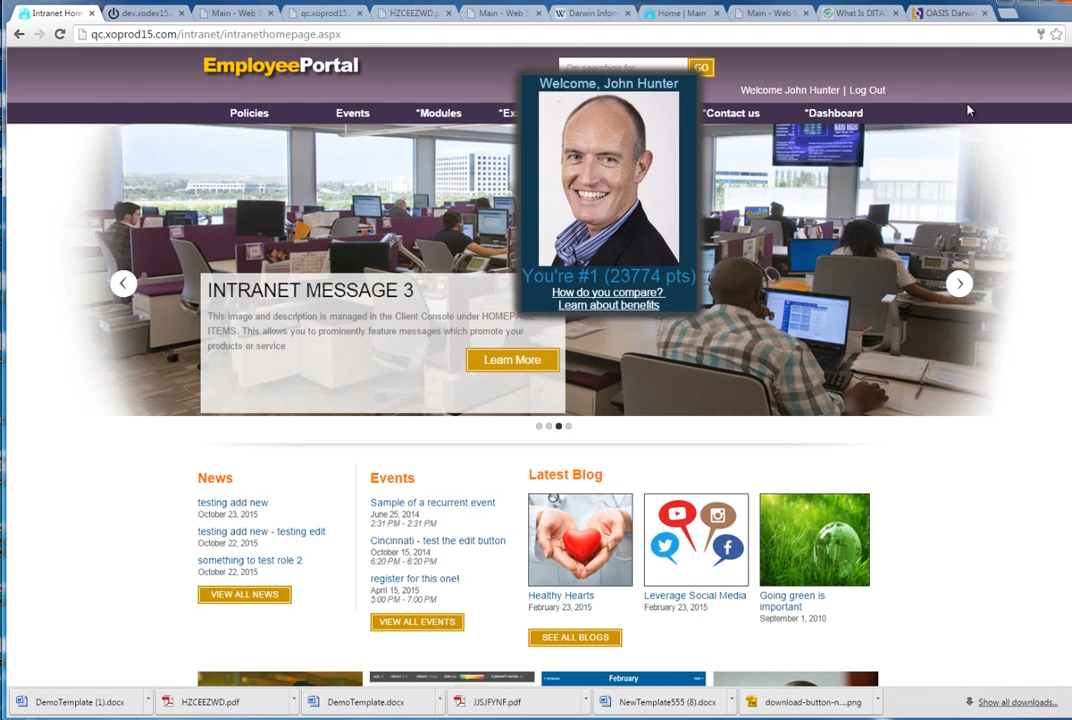 Intranet Hom
dev.xodev15.
Main - Web S
qc.xoprod15.c
HZCEEZWD.p
Main - Web S
Darwin Infor
Home | Main
Main - Web S
What Is DITA
OASIS Darwi
qc.xoprod15.com/intranet/intranethomepage.aspx
EmployeePortal
I'm searching for
GO
Welcome, John Hunter
Welcome John Hunter | Log Out
Policies
Events
*Modules
*Ex
*Contact us
*Dashboard
You're #1 (23774 pts)
How do you compare?
Learn about benefits
INTRANET MESSAGE 3
This image and description is managed in the Client Console under HOMEPAGE
ITEMS. This allows you to prominently feature messages which promote your
products or service
Learn More
News
testing add new
October 23, 2015
testing add new - testing edit
October 22, 2015
something to test role 2
October 22, 2015
VIEW ALL NEWS
Events
Sample of a recurrent event
June 25, 2014
2:31 PM - 2:31 PM
Cincinnati - test the edit button
October 15, 2014
6:20 PM - 6:20 PM
register for this one!
April 15, 2015
5:00 PM - 7:00 PM
VIEW ALL EVENTS
Latest Blog
Healthy Hearts
February 23, 2015
Leverage Social Media
February 23, 2015
Going green is
important
September 1, 2010
SEE ALL BLOGS
February
DemoTemplate (1).docx
HZCEEZWD.pdf
DemoTemplate.docx
JJSJFYNF.pdf
NewTemplate555 (8).docx
download-button-n....png
Show all downloads...